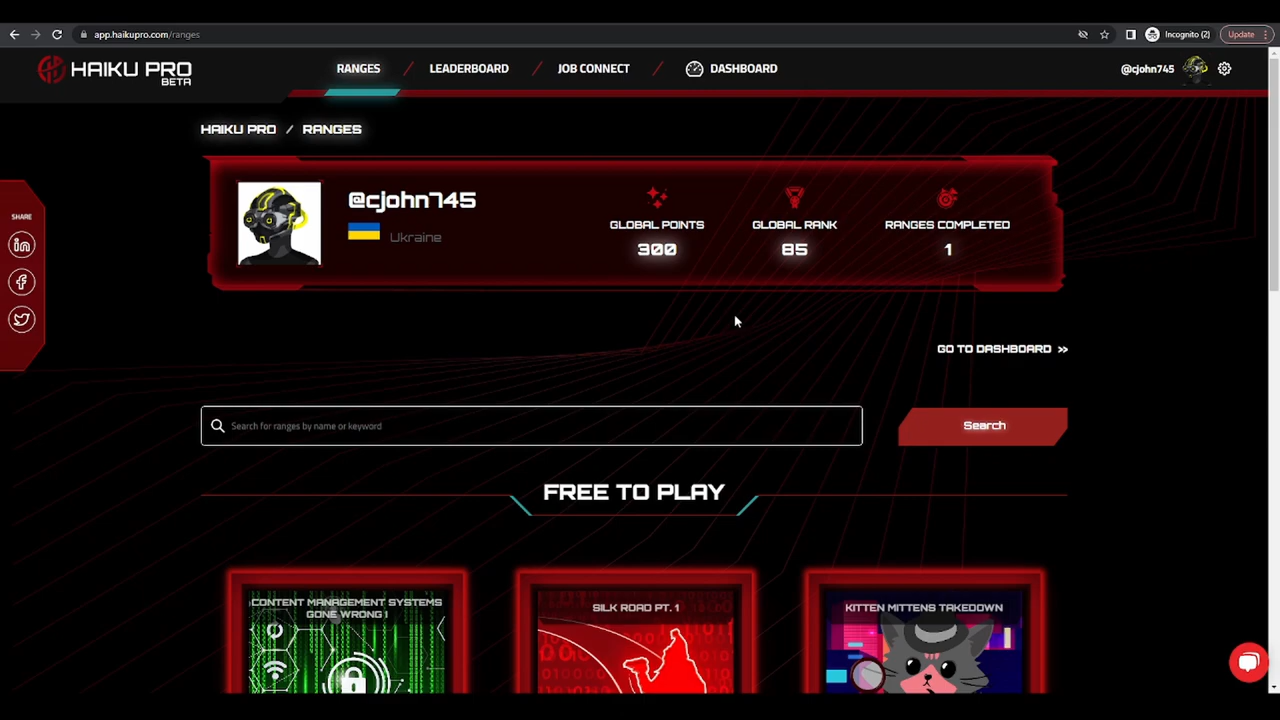 app.haikupro.com/ranges
Incognito (2)
Update
HAIKU PRO
BETA
RANGES
LEADERBOARD
JOB CONNECT
DASHBOARD
@cjohn745
HAIKU PRO / RANGES
SHARE
@cjohn745
Ukraine
GLOBAL POINTS
300
GLOBAL RANK
85
RANGES COMPLETED
1
GO TO DASHBOARD >>
Search for ranges by name or keyword
Search
FREE TO PLAY
CONTENT MANAGEMENT SYSTEMS
GONE WRONG 1
SILK ROAD PT. 1
KITTEN MITTENS TAKEDOWN